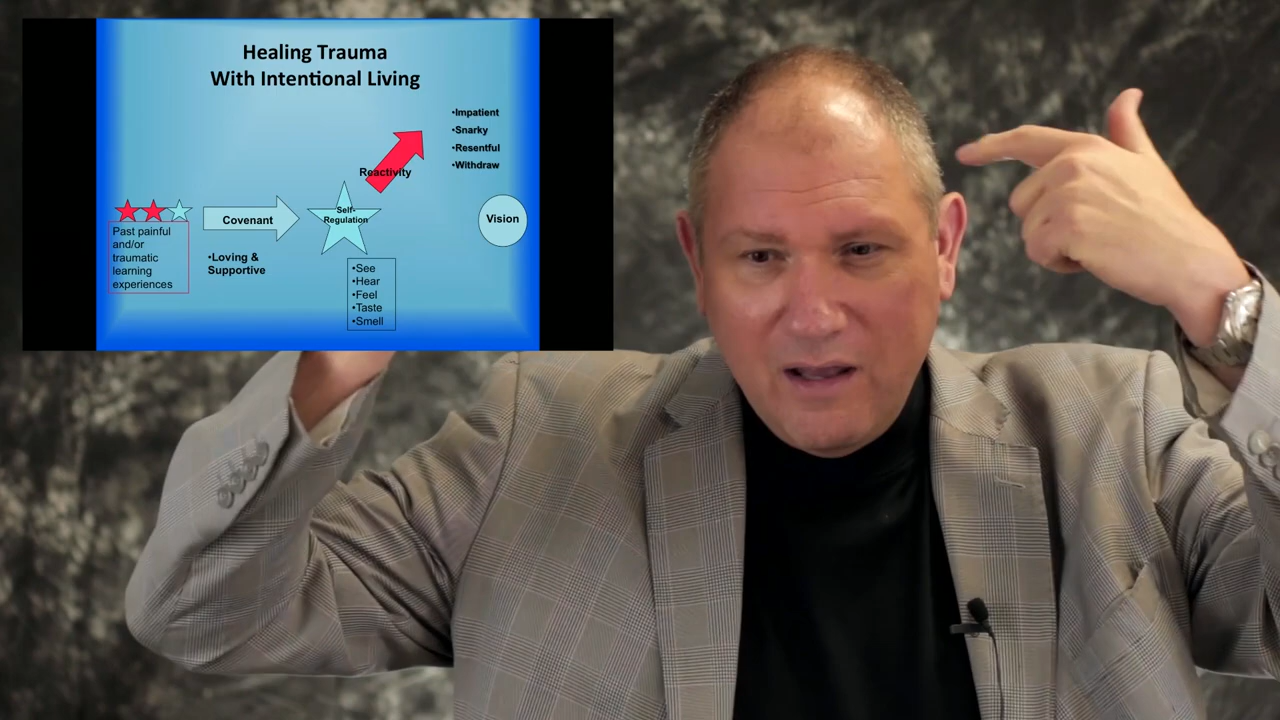 Healing Trauma
With Intentional Living
•Impatient
•Snarky
•Resentful
•Withdraw
Reactivity
Self-
Regulation
Covenant
Vision
Past painful
and/or
traumatic
learning
experiences
•Loving &
Supportive
•See
•Hear
•Feel
•Taste
•Smell